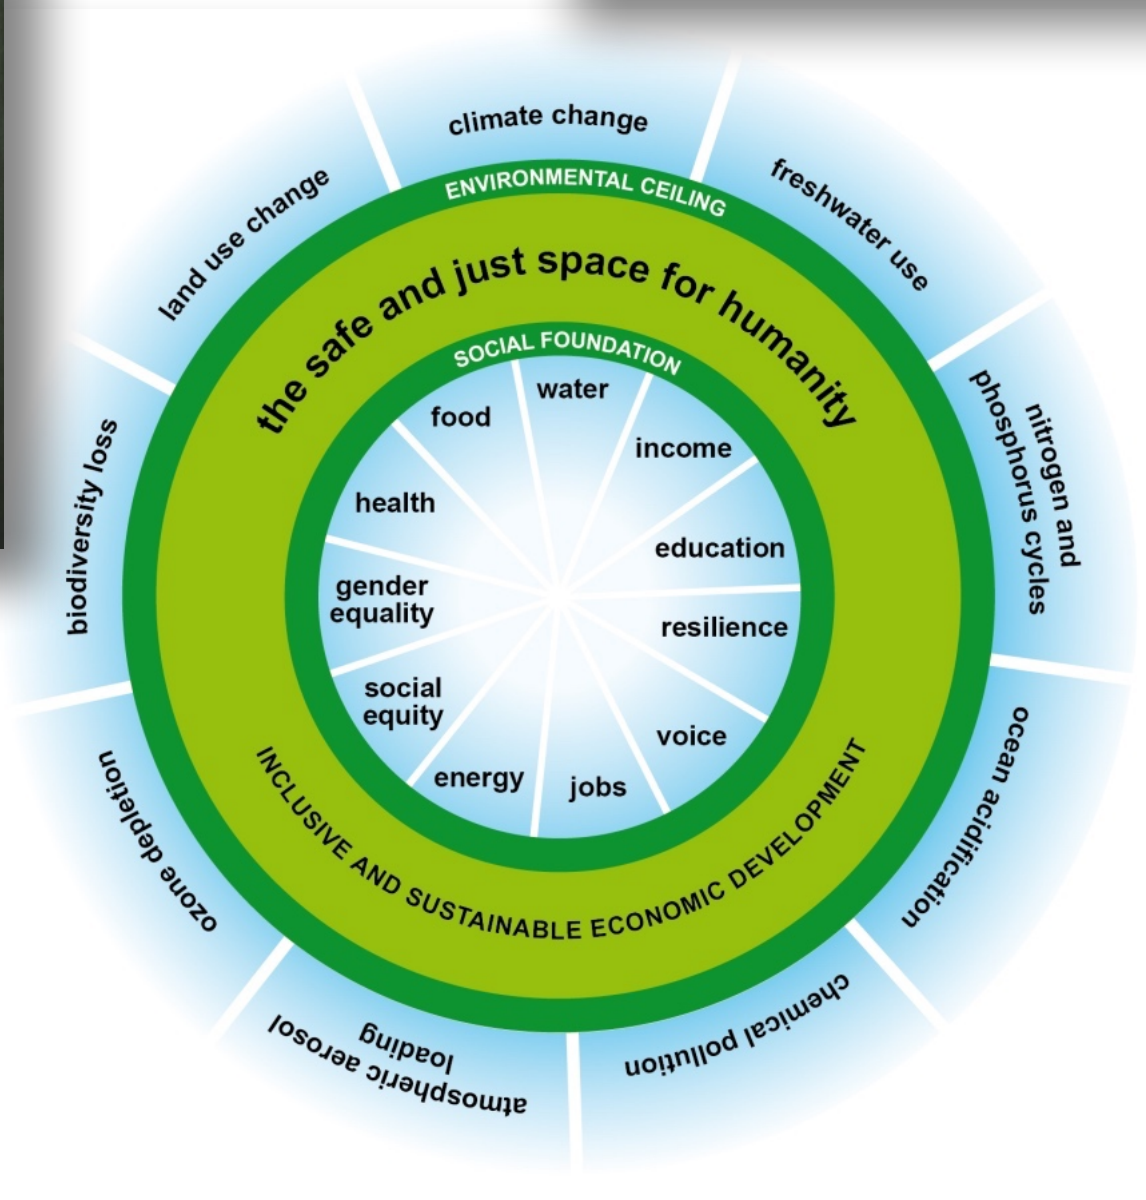 climate change
freshwater use
nitrogen and
phosphorus cycles
ocean acidification
chemical pollution
atmospheric aerosol
loading
ozone depletion
biodiversity loss
land use change
ENVIRONMENTAL CEILING
the safe and just space for humanity
SOCIAL FOUNDATION
water
income
education
resilience
voice
jobs
energy
social
equity
gender
equality
health
food
INCLUSIVE AND SUSTAINABLE ECONOMIC DEVELOPMENT